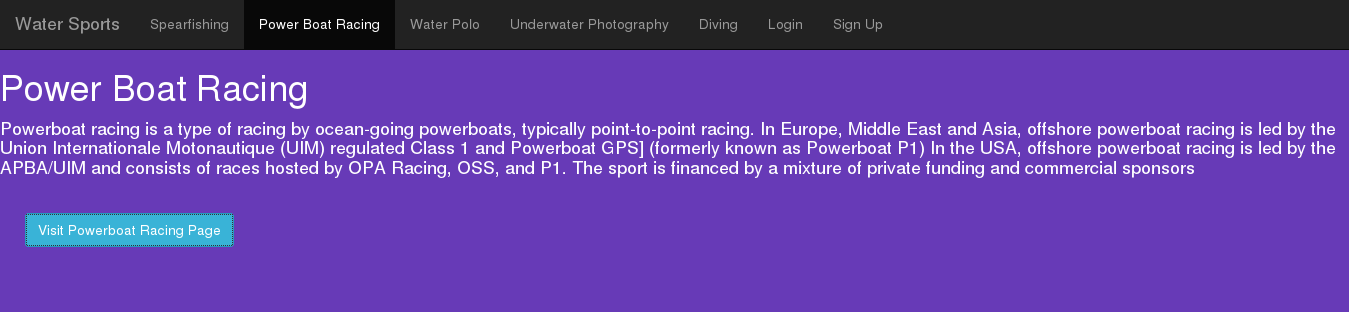 Water Sports Spearfishing Power Boat Racing Water Polo Underwater Photography Diving Login Sign Up
Power Boat Racing
Powerboat racing is a type of racing by ocean-going powerboats, typically point-to-point racing. In Europe, Middle East and Asia, offshore powerboat racing is led by the
Union Internationale Motonautique (UIM) regulated Class 1 and Powerboat GPS] (formerly known as Powerboat P1) In the USA, offshore powerboat racing is led by the
APBA/UIM and consists of races hosted by OPA Racing, OSS, and P1. The sport is financed by a mixture of private funding and commercial sponsors
Visit Powerboat Racing Page